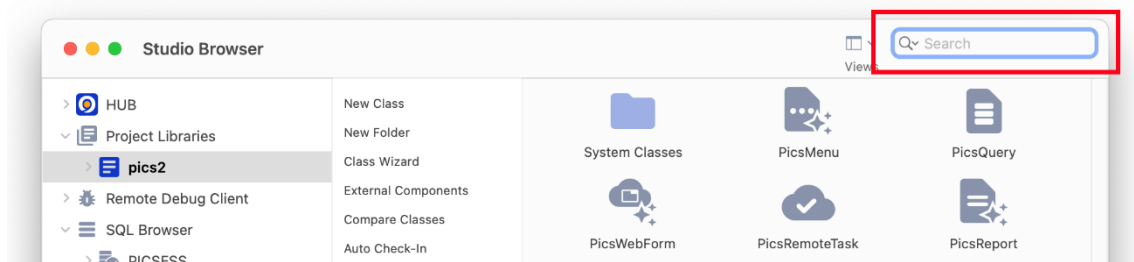 Studio Browser
Views
Search
HUB
Project Libraries
pics2
Remote Debug Client
SQL Browser
PICSESS
New Class
New Folder
Class Wizard
External Components
Compare Classes
Auto Check-In
System Classes
PicsMenu
PicsQuery
PicsWebForm
PicsRemoteTask
PicsReport